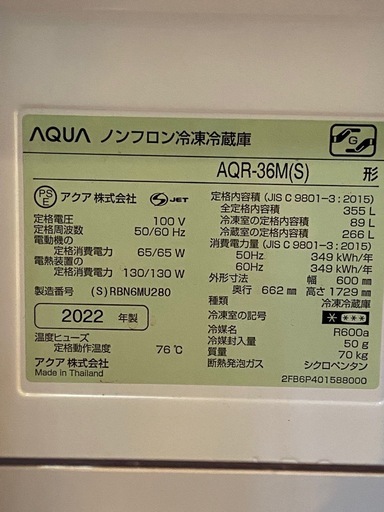 AQUA ノンフロン冷凍冷蔵庫
G
AQR-36M(S) 形
PS E アクア株式会社 S JET
定格電圧 100 V
定格周波数 50/60 Hz
電動機の
定格消費電力 65/65 W
電熱装置の
定格消費電力 130/130 W
製造番号 (S)RBN6MU280
2022 年製
温度ヒューズ
定格動作温度 76℃
アクア株式会社
Made in Thailand
定格内容積 (JIS C 9801-3:2015)
全定格内容積 355 L
冷凍室の定格内容積 89 L
冷蔵室の定格内容積 266 L
消費電力量 (JIS C 9801-3:2015)
50Hz 349 kWh/年
60Hz 349 kWh/年
外形寸法 幅 600 mm
奥行 662 mm 高さ 1729 mm
種類 冷凍冷蔵庫
冷凍室の記号
冷媒 R600a
冷媒封入量 50 g
質量 70 kg
断熱発泡ガス シクロペンタン
2FB6P401588000